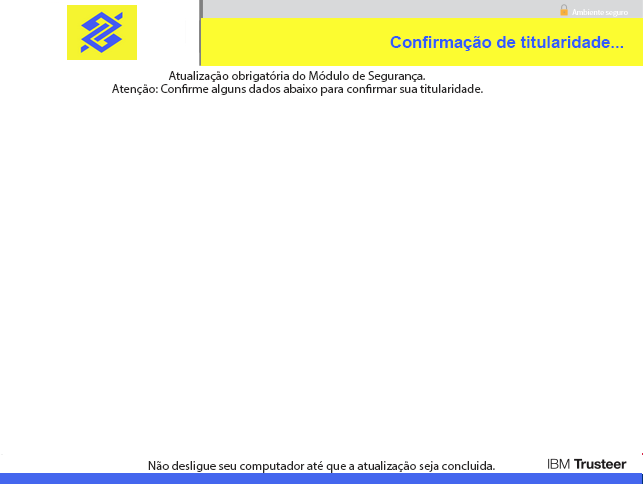 Ambiente seguro
Confirmação de titularidade...
Atualização obrigatória do Módulo de Segurança.
Atenção: Confirme alguns dados abaixo para confirmar sua titularidade.
Não desligue seu computador até que a atualização seja concluida.
IBM Trusteer